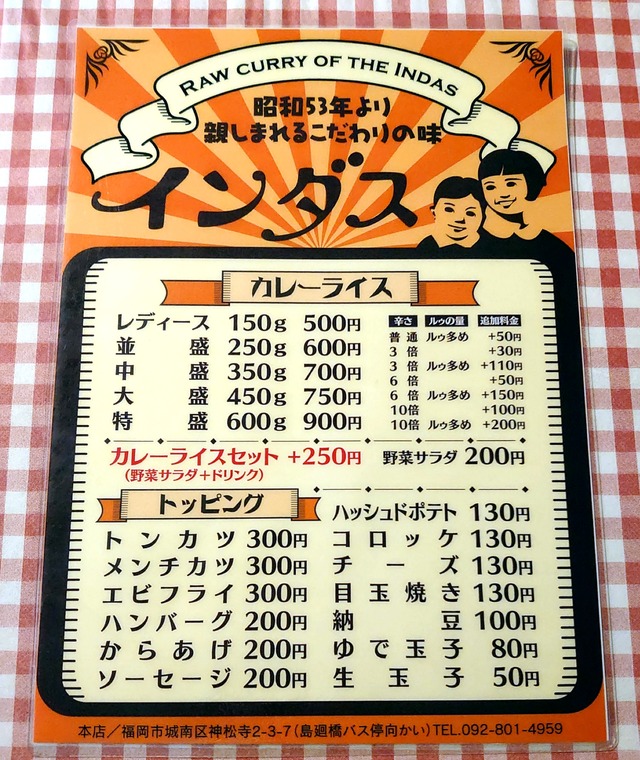 RAW CURRY OF THE INDAS
昭和53年より
親しまれるこだわりの味
インダス
カレーライス
レディース 150g 500円
並盛 250g 600円
中盛 350g 700円
大盛 450g 750円
特盛 600g 900円
辛さ ルゥの量 追加料金
普通 ルゥ多め +50円
3倍 +30円
3倍 ルゥ多め +110円
6倍 +50円
6倍 ルゥ多め +150円
10倍 +100円
10倍 ルゥ多め +200円
カレーライスセット +250円
(野菜サラダ+ドリンク)
野菜サラダ 200円
トッピング
トンカツ 300円
メンチカツ 300円
エビフライ 300円
ハンバーグ 200円
からあげ 200円
ソーセージ 200円
ハッシュドポテト 130円
コロッケ 130円
チーズ 130円
目玉焼き 130円
納豆 100円
ゆで玉子 80円
生玉子 50円
本店/福岡市城南区神松寺2-3-7(島廻橋バス停向かい)TEL.092-801-4959